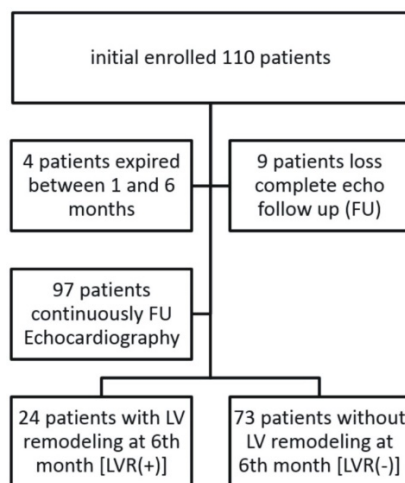 initial enrolled 110 patients
4 patients expired
between 1 and 6
months
9 patients loss
complete echo
follow up (FU)
97 patients
continuously FU
Echocardiography
24 patients with LV
remodeling at 6th
month [LVR(+)]
73 patients without
LV remodeling at
6th month [LVR(-)]